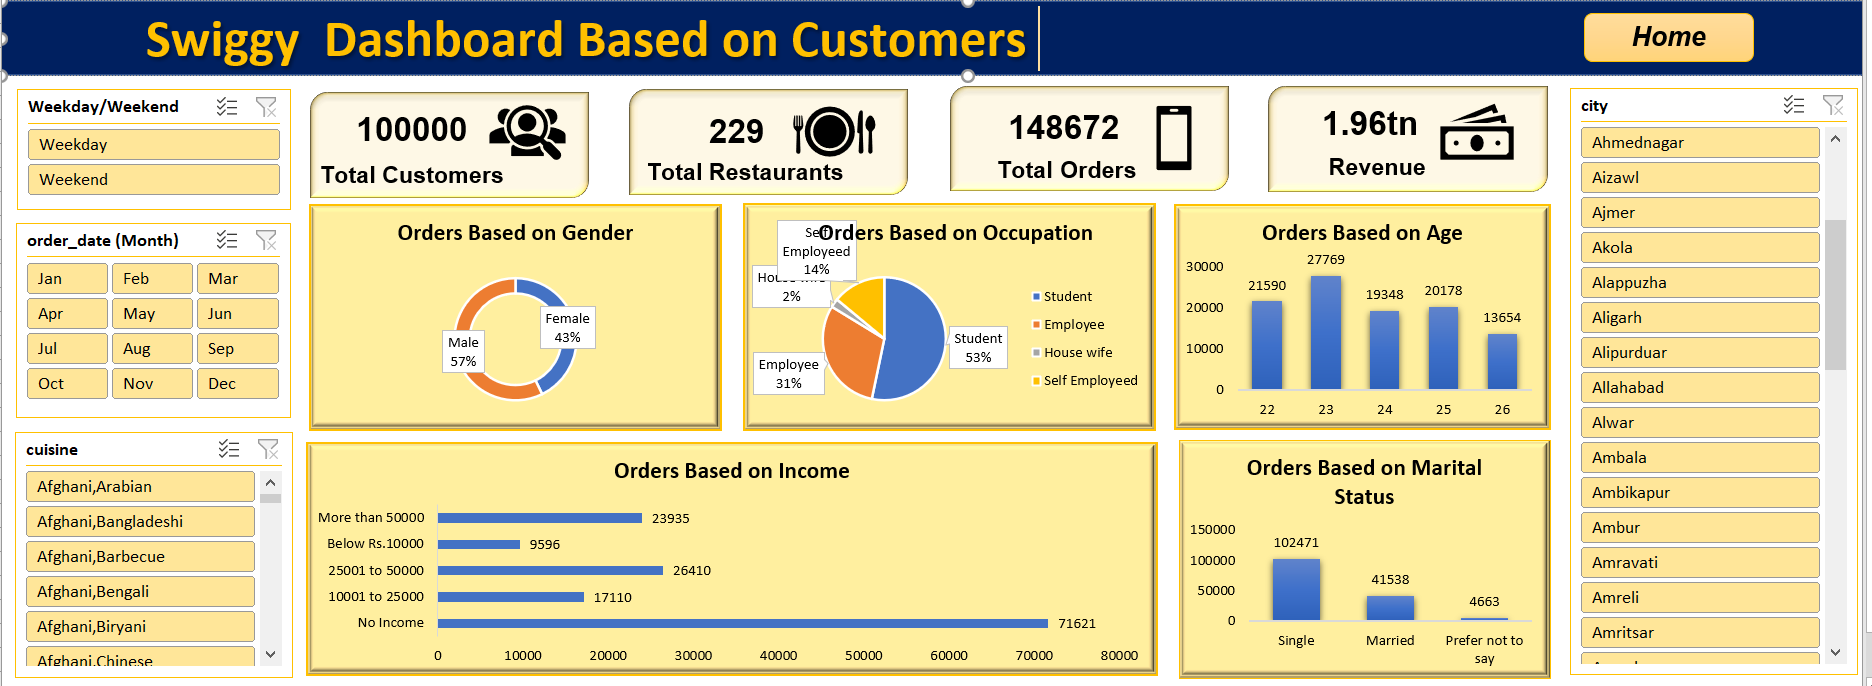 Swiggy  Dashboard Based on Customers
Home
Weekday/Weekend
Weekday
Weekend
order_date (Month)
Jan Feb Mar
Apr May Jun
Jul Aug Sep
Oct Nov Dec
cuisine
Afghani,Arabian
Afghani,Bangladeshi
Afghani,Barbecue
Afghani,Bengali
Afghani,Biryani
Afghani,Chinese
100000
Total Customers
229
Total Restaurants
148672
Total Orders
1.96tn
Revenue
Orders Based on Gender
Female
43%
Male
57%
Orders Based on Occupation
Self
Employeed
14%
House wife
2%
Employee
31%
Student
53%
Student
Employee
House wife
Self Employeed
Orders Based on Age
30000
20000
10000
0
21590
27769
19348
20178
13654
22 23 24 25 26
Orders Based on Income
More than 50000 23935
Below Rs.10000 9596
25001 to 50000 26410
10001 to 25000 17110
No Income 71621
0 10000 20000 30000 40000 50000 60000 70000 80000
Orders Based on Marital
Status
150000
100000
50000
0
102471
41538
4663
Single Married Prefer not to
say
city
Ahmednagar
Aizawl
Ajmer
Akola
Alappuzha
Aligarh
Alipurduar
Allahabad
Alwar
Ambala
Ambikapur
Ambur
Amravati
Amreli
Amritsar